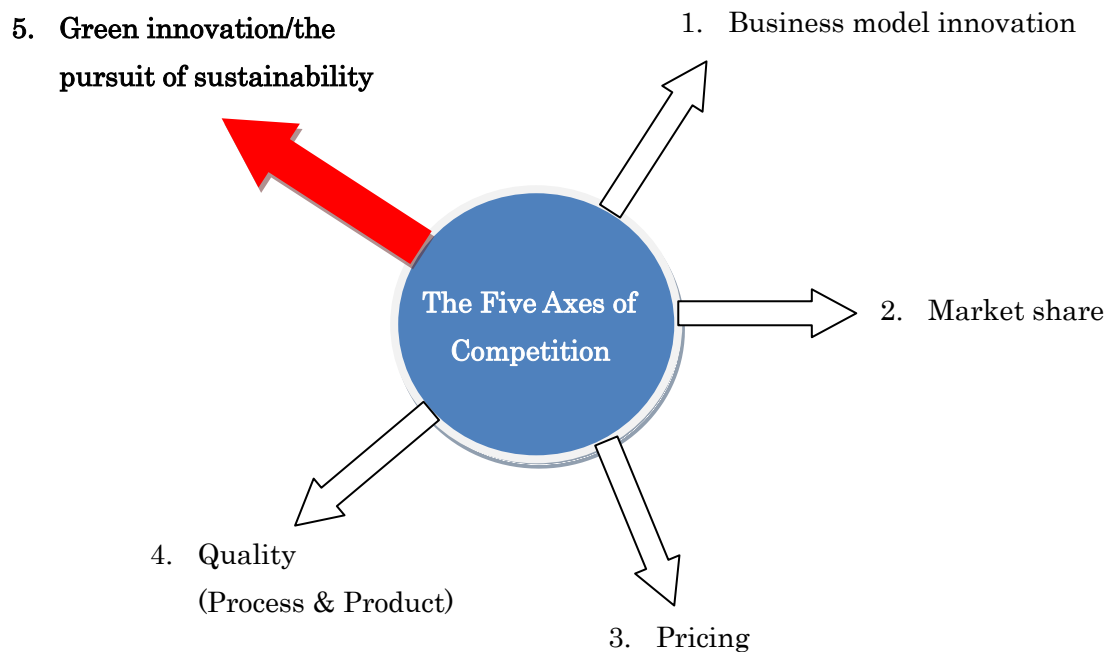 5. Green innovation/the
pursuit of sustainability
1. Business model innovation
The Five Axes of
Competition
2. Market share
4. Quality
(Process & Product)
3. Pricing